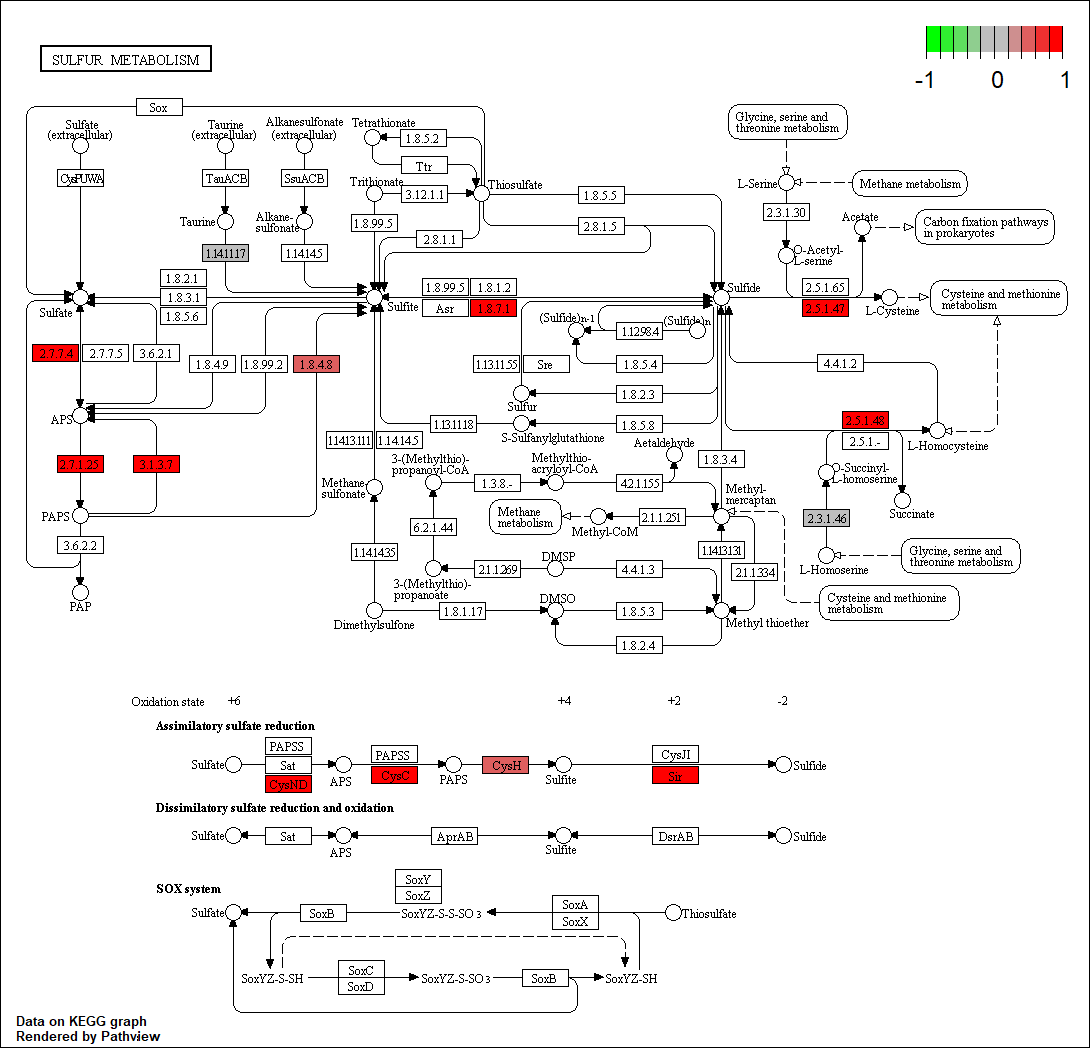 SULFUR METABOLISM
-1
0
1
Sox
Sulfate
(extracellular)
Taurine
(extracellular)
Alkanesulfonate
(extracellular)
Tetrathionate
1.8.5.2
Ttr
Glycine, serine and
threonine metabolism
CysPUWA
TauACB
SsuACB
Trithionate
3.12.1.1
Thiosulfate
1.8.5.5
L-Serine
Methane metabolism
Taurine
Alkane-
sulfonate
1.8.99.5
2.8.1.1
2.8.1.5
2.3.1.30
Acetate
Carbon fixation pathways
in prokaryotes
1.14.11.17
1.14.14.5
O-Acetyl-
L-serine
1.8.2.1
1.8.3.1
1.8.5.6
Sulfate
Sulfite
1.8.99.5
1.8.1.2
Asr
1.8.7.1
Sulfide
2.5.1.65
2.5.1.47
L-Cysteine
Cysteine and methionine
metabolism
(Sulfide)n-1
(Sulfide)n
1.12.98.4
2.7.7.4
2.7.7.5
3.6.2.1
1.8.4.9
1.8.99.2
1.8.4.8
1.13.11.55
Sre
1.8.5.4
4.4.1.2
Sulfur
1.8.2.3
APS
1.13.11.18
S-Sulfanylglutathione
1.8.5.8
2.5.1.48
2.5.1.-
L-Homocysteine
1.14.13.111
1.14.14.5
Aetaldehyde
2.7.1.25
3.1.3.7
3-(Methylthio)-
propanoyl-CoA
Methylthio-
acryloyl-CoA
1.8.3.4
O-Succinyl-
L-homoserine
Methane
sulfonate
1.3.8.-
4.2.1.155
Methyl-
mercaptan
Succinate
PAPS
Methane
metabolism
Methyl-CoM
2.1.1.251
2.3.1.46
6.2.1.44
3.6.2.2
1.14.14.35
1.14.13.131
L-Homoserine
Glycine, serine and
threonine metabolism
2.1.1.269
DMSP
4.4.1.3
2.1.1.334
3-(Methylthio)-
propanoate
PAP
DMSO
Cysteine and methionine
metabolism
1.8.1.17
1.8.5.3
Dimethylsulfone
Methyl thioether
1.8.2.4
Oxidation state
+6
+4
+2
-2
Assimilatory sulfate reduction
PAPSS
PAPSS
CysJI
Sulfate
Sat
APS
CysC
PAPS
CysH
Sulfite
Sir
Sulfide
CysND
Dissimilatory sulfate reduction and oxidation
Sulfate
Sat
APS
AprAB
Sulfite
DsrAB
Sulfide
SOX system
SoxY
SoxZ
Sulfate
SoxB
SoxYZ-S-S-SO 3
SoxA
SoxX
Thiosulfate
SoxYZ-S-SH
SoxC
SoxD
SoxYZ-S-SO 3
SoxB
SoxYZ-SH
Data on KEGG graph
Rendered by Pathview